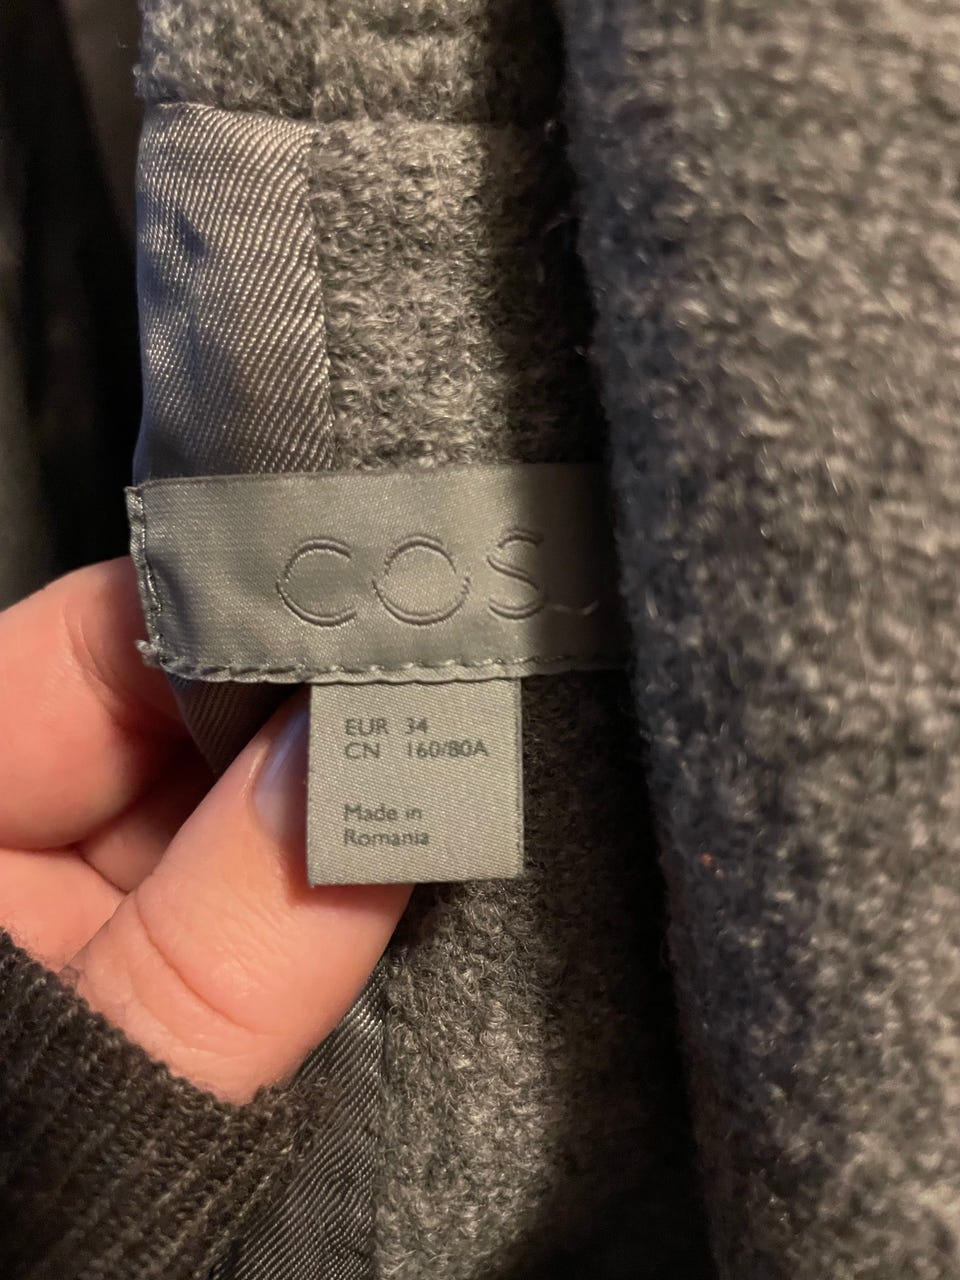 COS
EUR 34
CN 160/80A
Made in
Romania